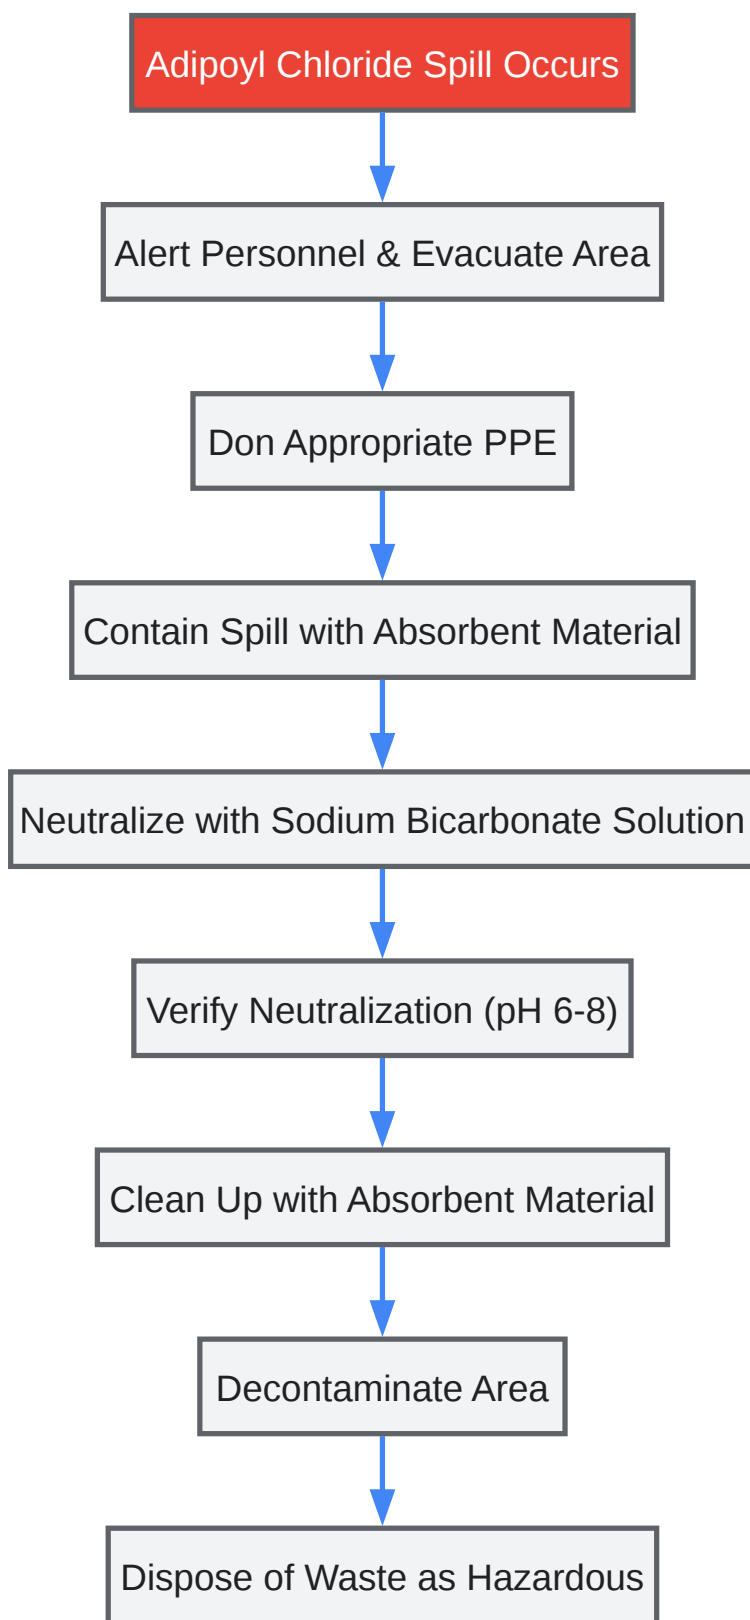 Adipoyl Chloride Spill Occurs
Alert Personnel & Evacuate Area
Don Appropriate PPE
Contain Spill with Absorbent Material
Neutralize with Sodium Bicarbonate Solution
Verify Neutralization (pH 6-8)
Clean Up with Absorbent Material
Decontaminate Area
Dispose of Waste as Hazardous